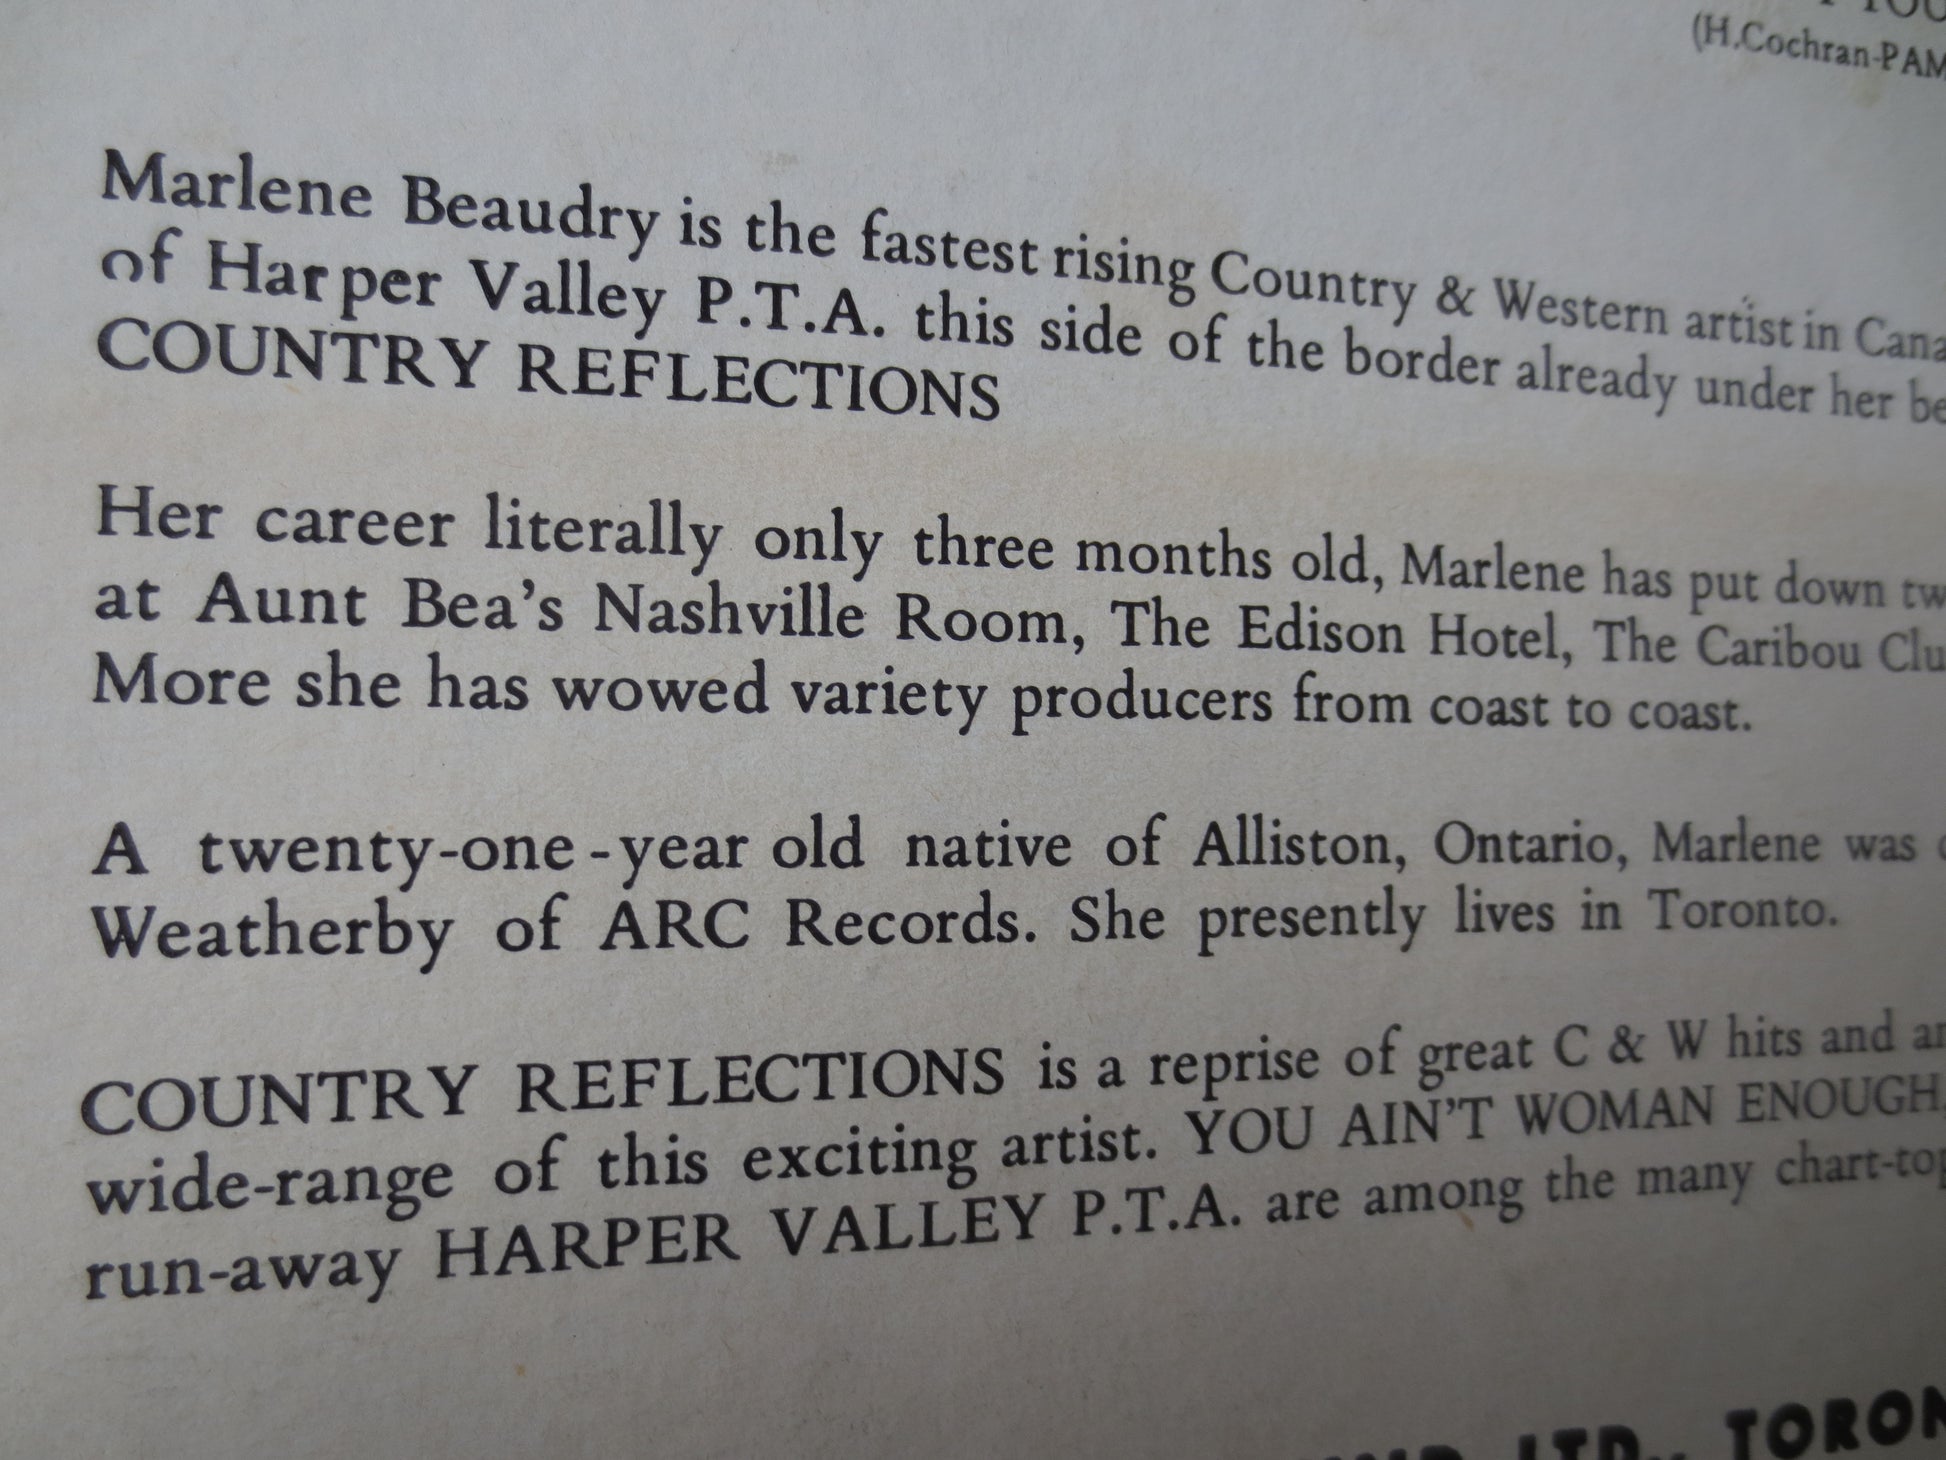 YOU
(H.Cochran-PAM
Marlene Beaudry is the fastest rising Country & Western artist in Cana
of Harper Valley P.T.A. this side of the border already under her be
COUNTRY REFLECTIONS
Her career literally only three months old, Marlene has put down tw
at Aunt Bea's Nashville Room, The Edison Hotel, The Caribou Clu
More she has wowed variety producers from coast to coast.
A twenty-one-year old native of Alliston, Ontario, Marlene was
Weatherby of ARC Records. She presently lives in Toronto.
COUNTRY REFLECTIONS is a reprise of great C & W hits and an
wide-range of this exciting artist. YOU AIN'T WOMAN ENOUGH,
run-away HARPER VALLEY P.T.A. are among the many chart-top
LTD., TORON